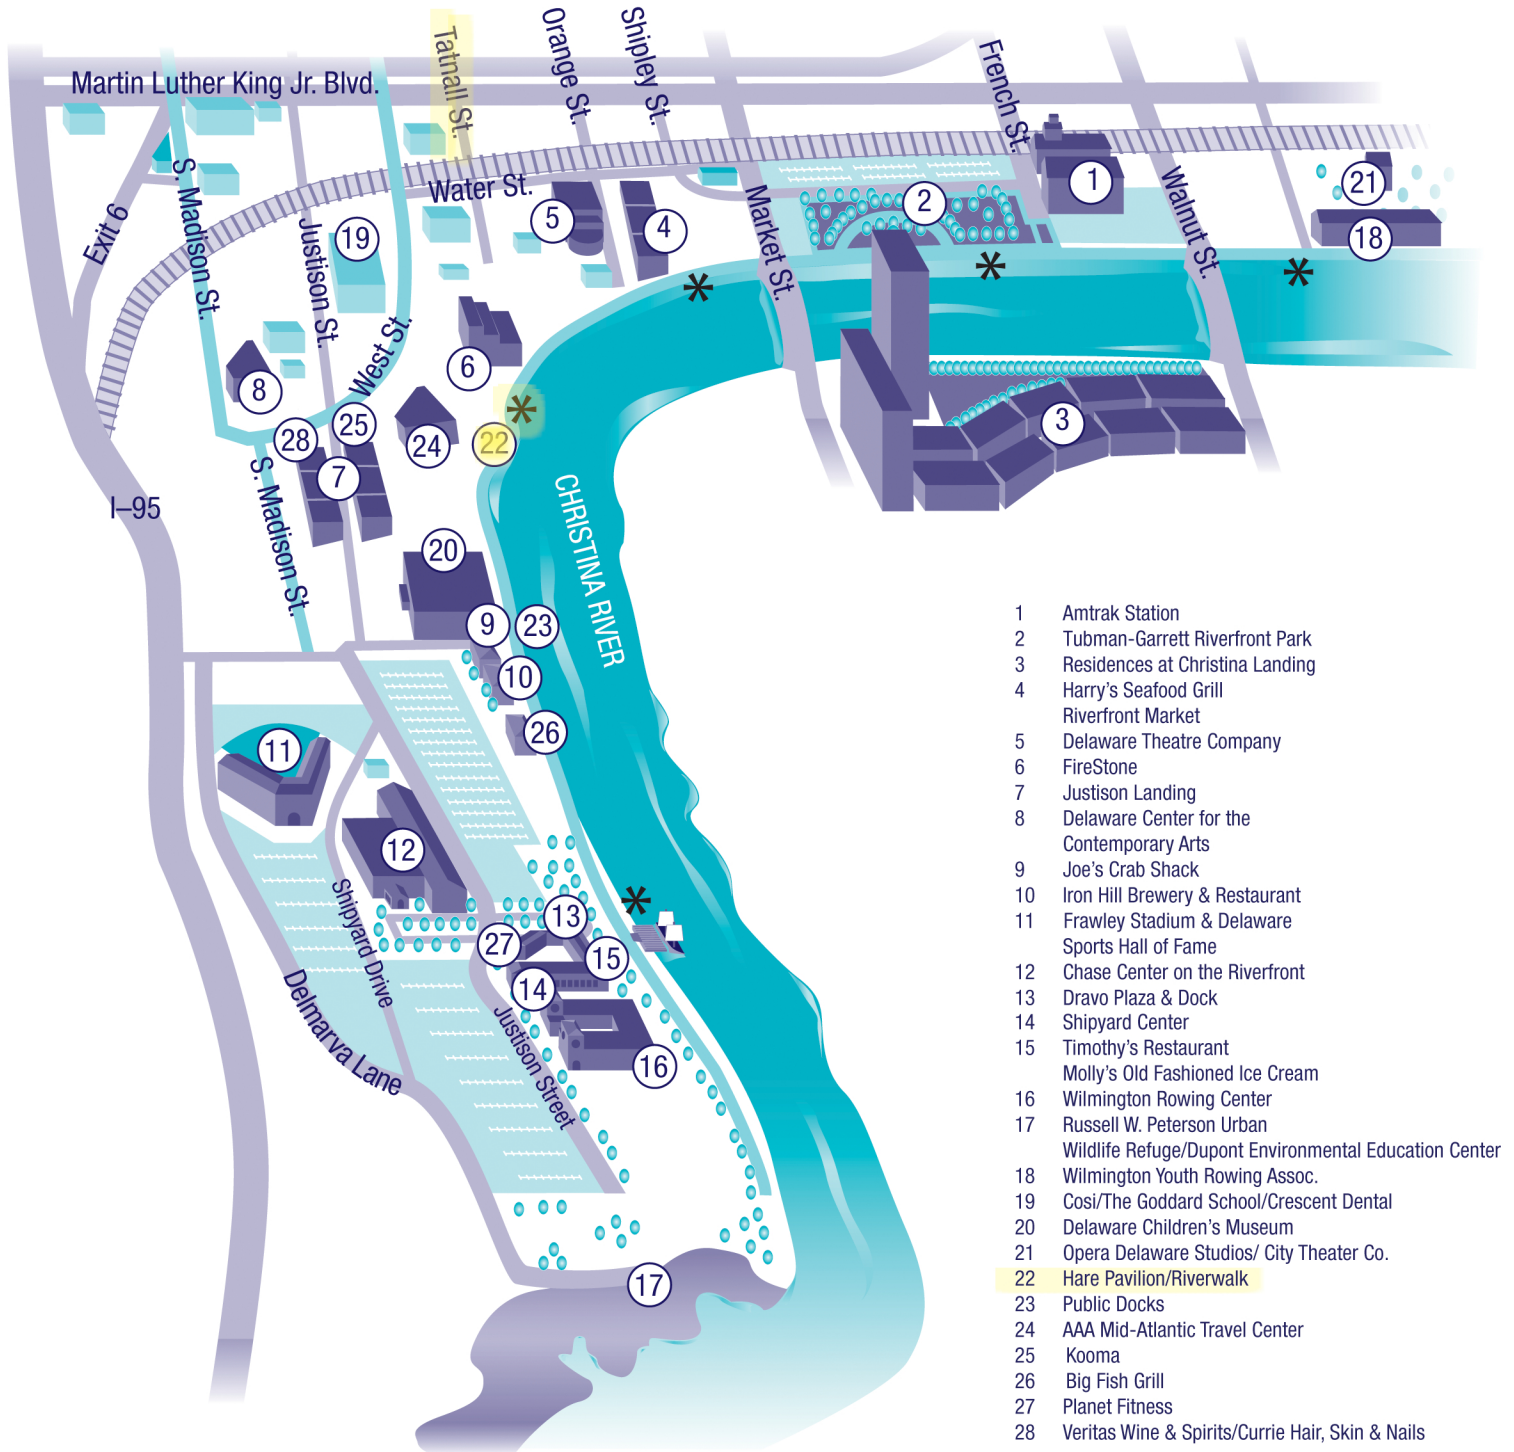 Tatnall St.
Orange St.
Shipley St.
French St.
Martin Luther King Jr. Blvd.
Exit 6
S. Madison St.
Justison St.
Water St.
West St.
Market St.
Walnut St.
1
2
3
4
5
6
7
8
9
10
11
12
13
14
15
16
17
18
19
20
21
22
23
24
25
26
27
28
I–95
S. Madison St.
CHRISTINA RIVER
Shipyard Drive
Delmarva Lane
Justison Street
1 Amtrak Station
2 Tubman-Garrett Riverfront Park
3 Residences at Christina Landing
4 Harry's Seafood Grill
Riverfront Market
5 Delaware Theatre Company
6 FireStone
7 Justison Landing
8 Delaware Center for the
Contemporary Arts
9 Joe's Crab Shack
10 Iron Hill Brewery & Restaurant
11 Frawley Stadium & Delaware
Sports Hall of Fame
12 Chase Center on the Riverfront
13 Dravo Plaza & Dock
14 Shipyard Center
15 Timothy's Restaurant
Molly's Old Fashioned Ice Cream
16 Wilmington Rowing Center
17 Russell W. Peterson Urban
Wildlife Refuge/Dupont Environmental Education Center
18 Wilmington Youth Rowing Assoc.
19 Cosi/The Goddard School/Crescent Dental
20 Delaware Children's Museum
21 Opera Delaware Studios/ City Theater Co.
22 Hare Pavilion/Riverwalk
23 Public Docks
24 AAA Mid-Atlantic Travel Center
25 Kooma
26 Big Fish Grill
27 Planet Fitness
28 Veritas Wine & Spirits/Currie Hair, Skin & Nails